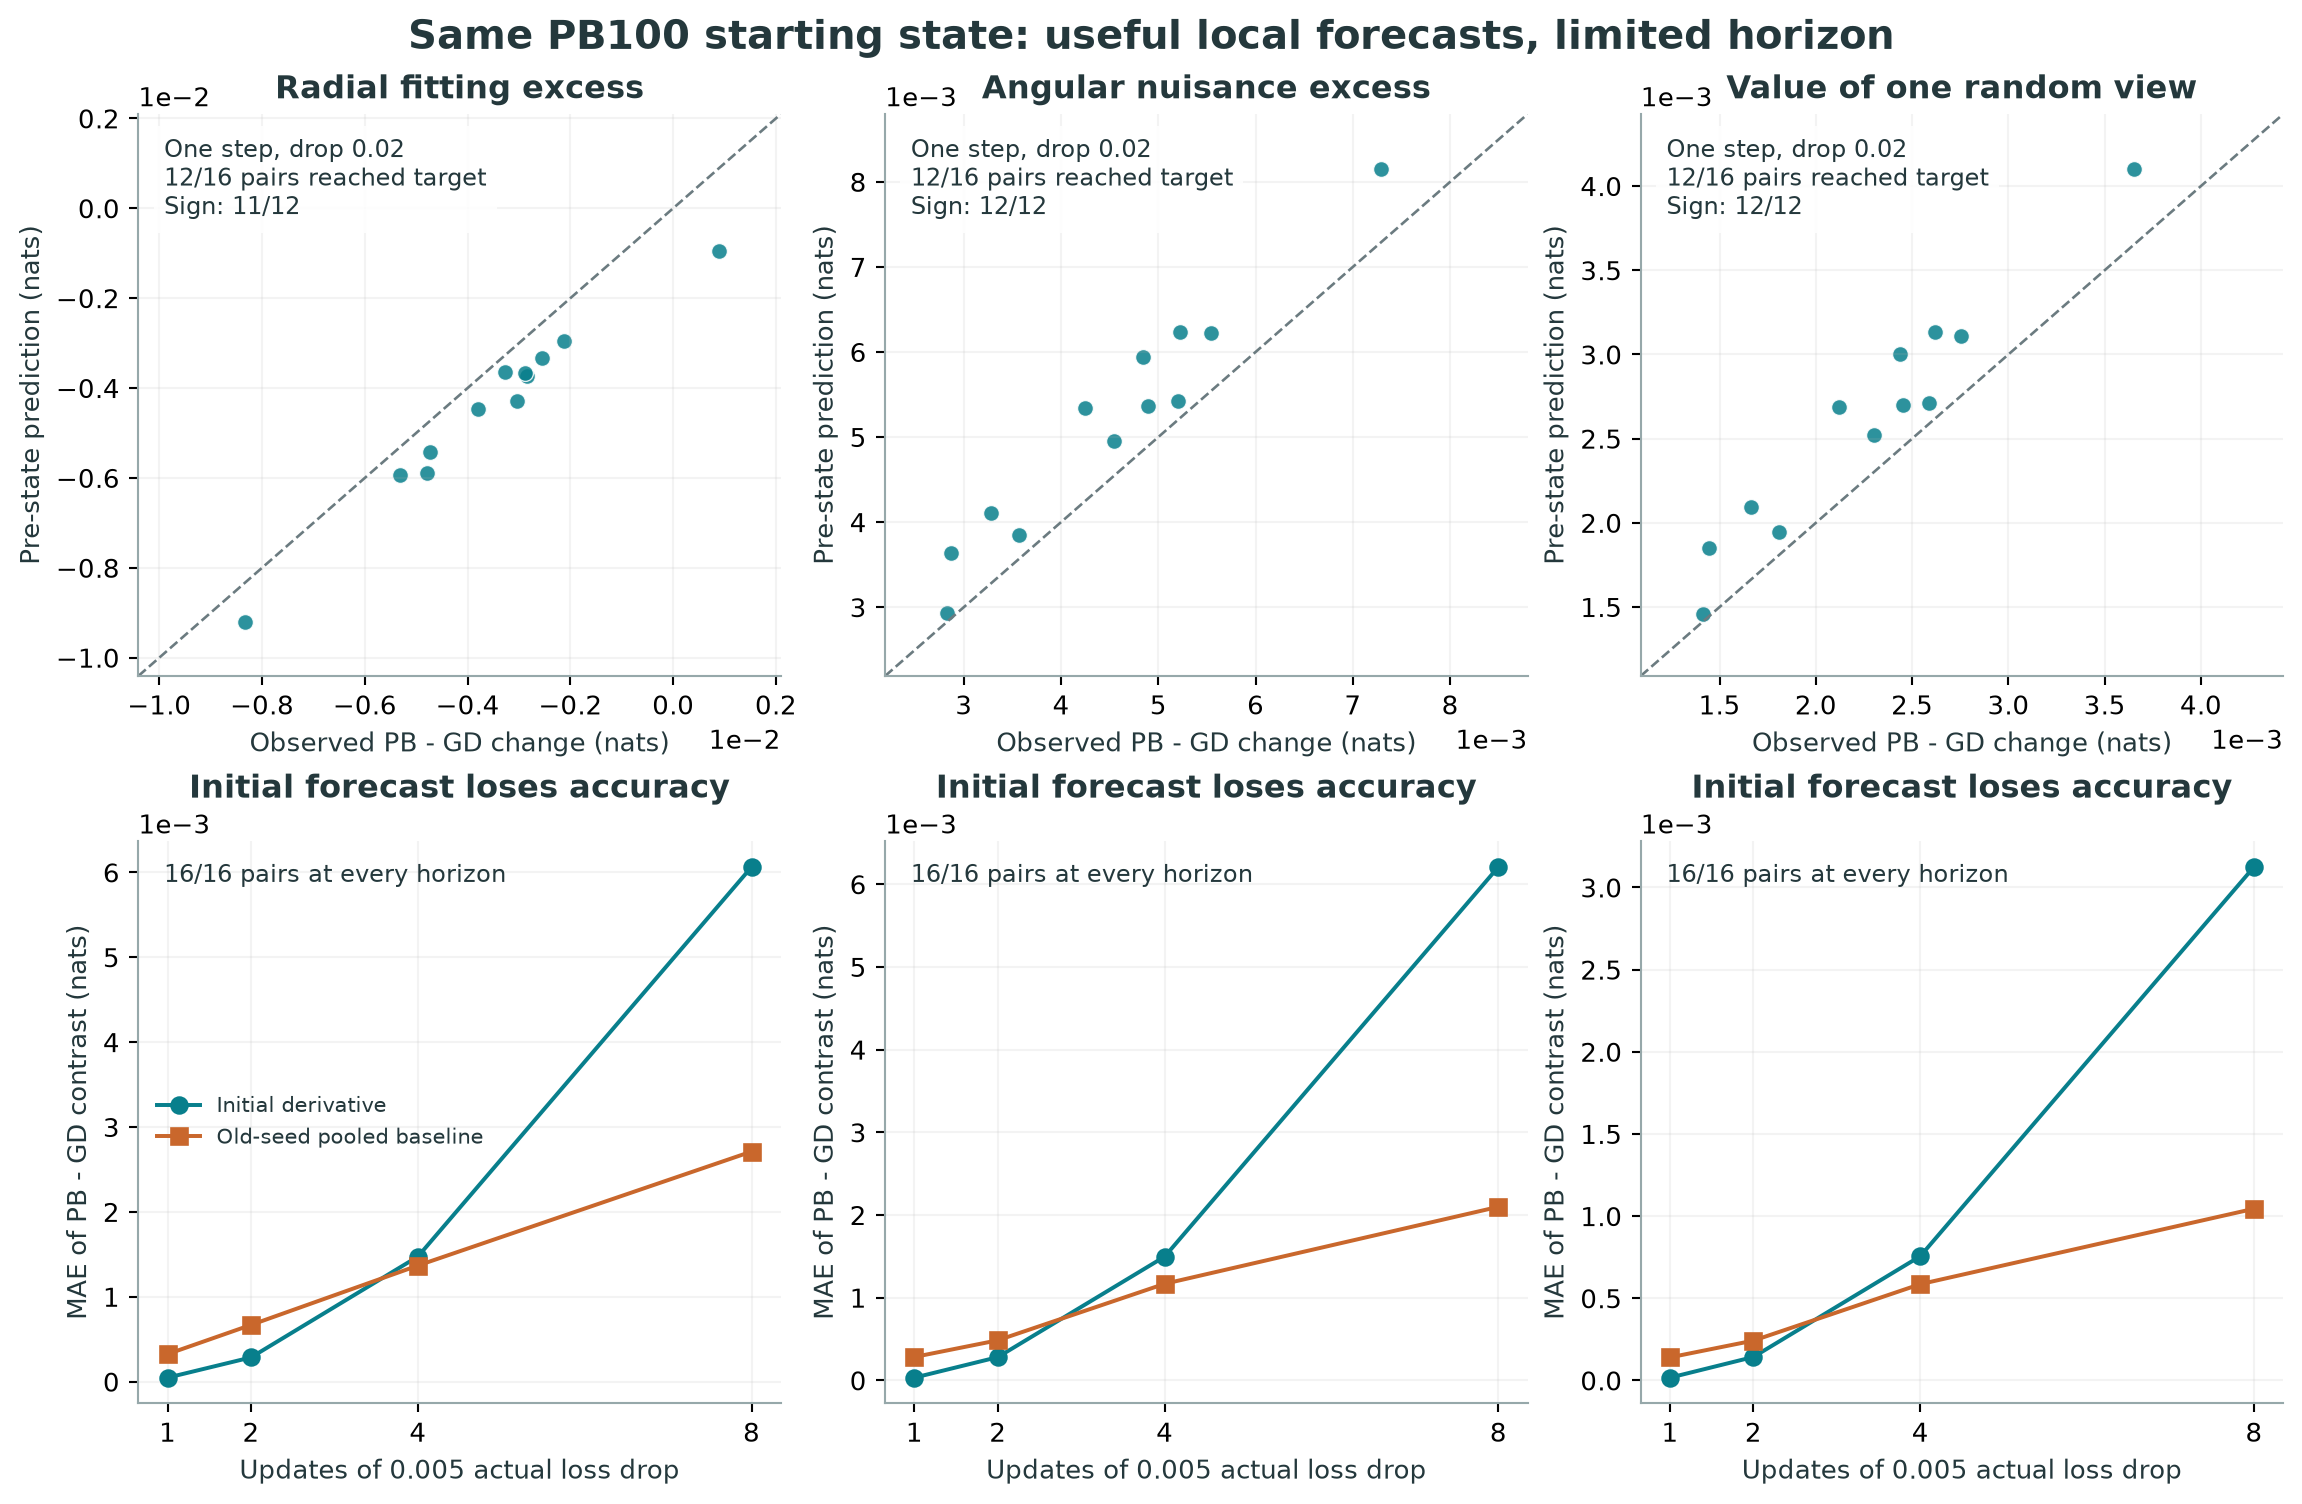 Same PB100 starting state: useful local forecasts, limited horizon
Radial fitting excess
1e−2
One step, drop 0.02
12/16 pairs reached target
Sign: 11/12
Pre-state prediction (nats)
0.2
0.0
−0.2
−0.4
−0.6
−0.8
−1.0
−1.0 −0.8 −0.6 −0.4 −0.2 0.0 0.2
Observed PB - GD change (nats)
1e−2
Angular nuisance excess
1e−3
One step, drop 0.02
12/16 pairs reached target
Sign: 12/12
Pre-state prediction (nats)
8
7
6
5
4
3
3 4 5 6 7 8
Observed PB - GD change (nats)
1e−3
Value of one random view
1e−3
One step, drop 0.02
12/16 pairs reached target
Sign: 12/12
Pre-state prediction (nats)
4.0
3.5
3.0
2.5
2.0
1.5
1.5 2.0 2.5 3.0 3.5 4.0
Observed PB - GD change (nats)
1e−3
Initial forecast loses accuracy
1e−3
16/16 pairs at every horizon
MAE of PB - GD contrast (nats)
6
5
4
3
2
1
0
Initial derivative
Old-seed pooled baseline
1 2 4 8
Updates of 0.005 actual loss drop
Initial forecast loses accuracy
1e−3
16/16 pairs at every horizon
MAE of PB - GD contrast (nats)
6
5
4
3
2
1
0
1 2 4 8
Updates of 0.005 actual loss drop
Initial forecast loses accuracy
1e−3
16/16 pairs at every horizon
MAE of PB - GD contrast (nats)
3.0
2.5
2.0
1.5
1.0
0.5
0.0
1 2 4 8
Updates of 0.005 actual loss drop